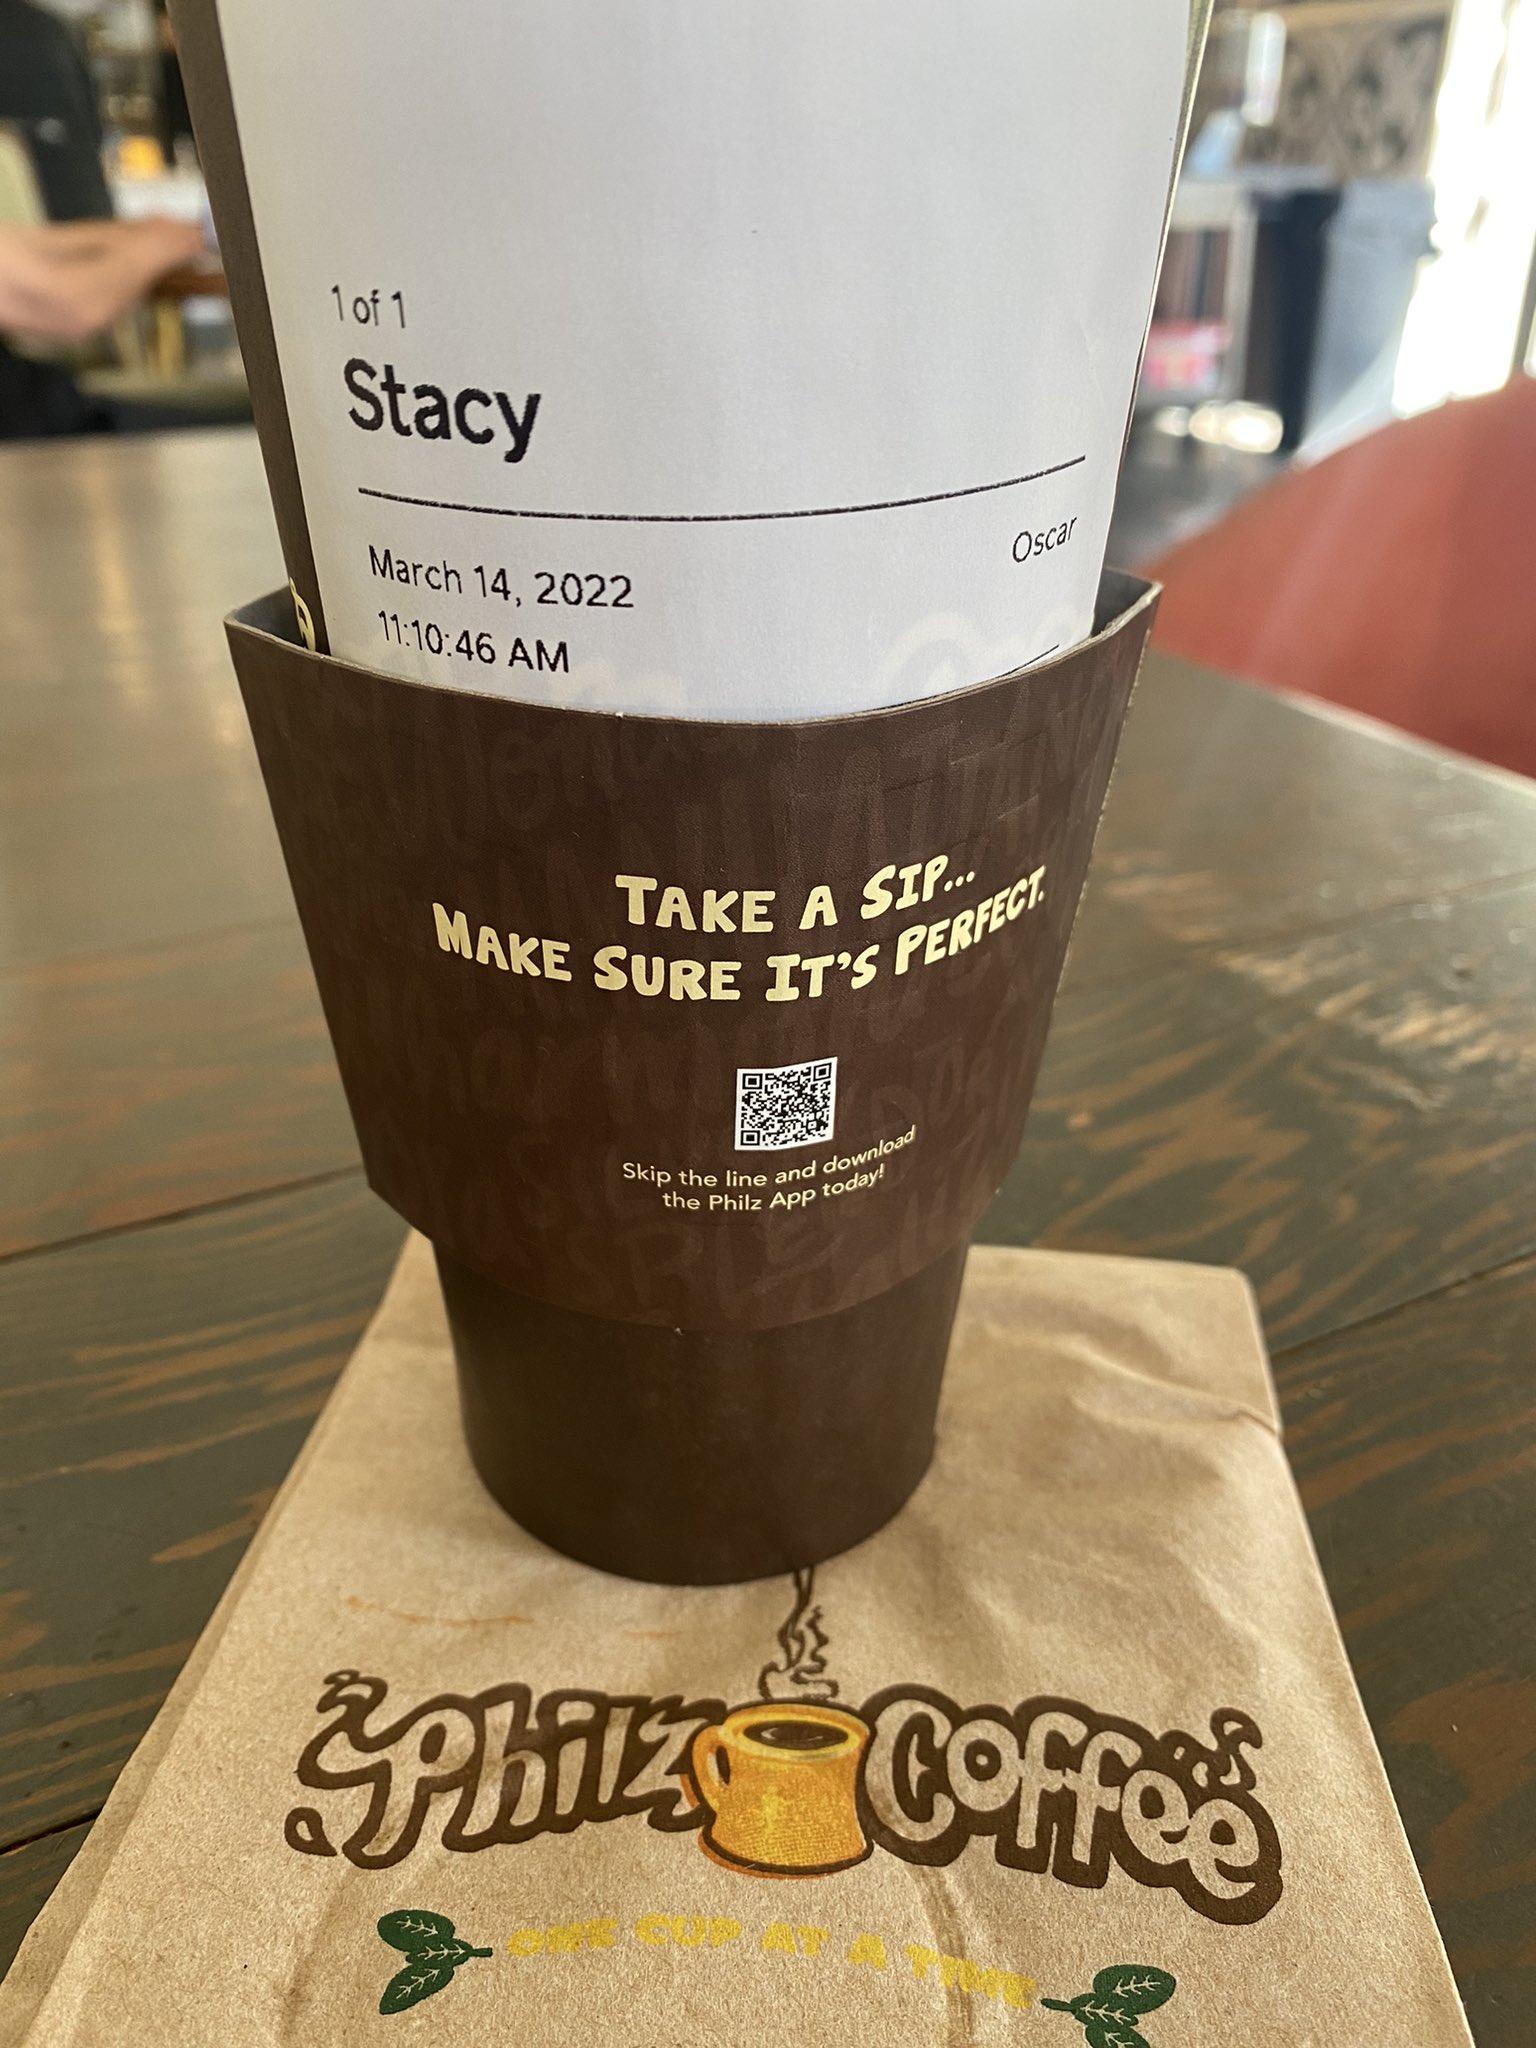 1 of 1
Stacy
Oscar
March 14, 2022
11:10:46 AM
TAKE A SIP...
MAKE SURE IT'S PERFECT.
Skip the line and download
the Philz App today!
Philz Coffee
ONE CUP AT A TIME